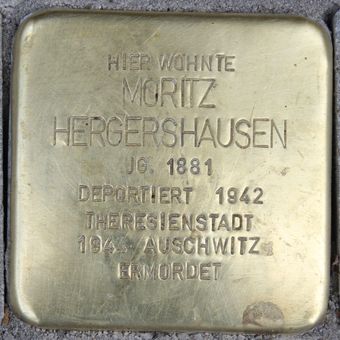 HIER WOHNTE
MORITZ
HERGERSHAUSEN
JG. 1881
DEPORTIERT 1942
THERESIENSTADT
AUSCHWITZ
ERMORDET